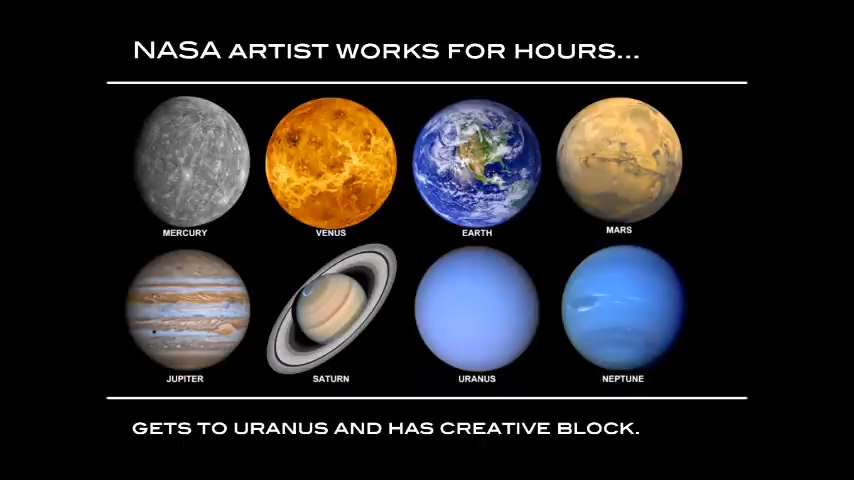 NASA ARTIST WORKS FOR HOURS...
MERCURY VENUS EARTH MARS
JUPITER SATURN URANUS NEPTUNE
GETS TO URANUS AND HAS CREATIVE BLOCK.